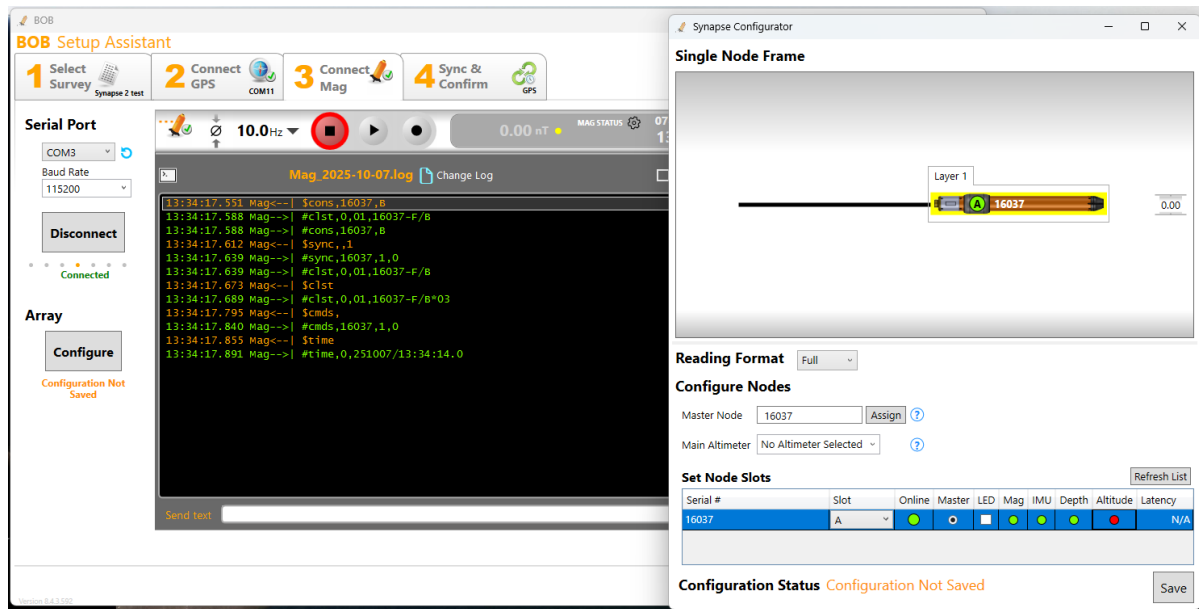 BOB
BOB Setup Assistant
1 Select Survey Synapse 2 test
2 Connect GPS COM11
3 Connect Mag
4 Sync & Confirm GPS
Serial Port
COM3
Baud Rate
115200
Disconnect
Connected
Array
Configure
Configuration Not
Saved
10.0Hz
0.00 nT
MAG STATUS
07
1
Mag_2025-10-07.log Change Log
13:34:17.551 Mag<--| $cons,16037,B
13:34:17.588 Mag-->| #clst,0,01,16037-F/B
13:34:17.588 Mag-->| #cons,16037,B
13:34:17.612 Mag<--| $sync,,1
13:34:17.639 Mag-->| #sync,16037,1,0
13:34:17.639 Mag-->| #clst,0,01,16037-F/B
13:34:17.673 Mag<--| $clst
13:34:17.689 Mag-->| #clst,0,01,16037-F/B*03
13:34:17.795 Mag<--| $cmds,
13:34:17.840 Mag-->| #cmds,16037,1,0
13:34:17.855 Mag<--| $time
13:34:17.891 Mag-->| #time,0,251007/13:34:14.0
Send text
Version 8.4.3.592
Synapse Configurator
Single Node Frame
Layer 1
A 16037
0.00
Reading Format Full
Configure Nodes
Master Node 16037 Assign ?
Main Altimeter No Altimeter Selected ?
Set Node Slots Refresh List
Serial # Slot Online Master LED Mag IMU Depth Altitude Latency
16037 A N/A
Configuration Status Configuration Not Saved
Save